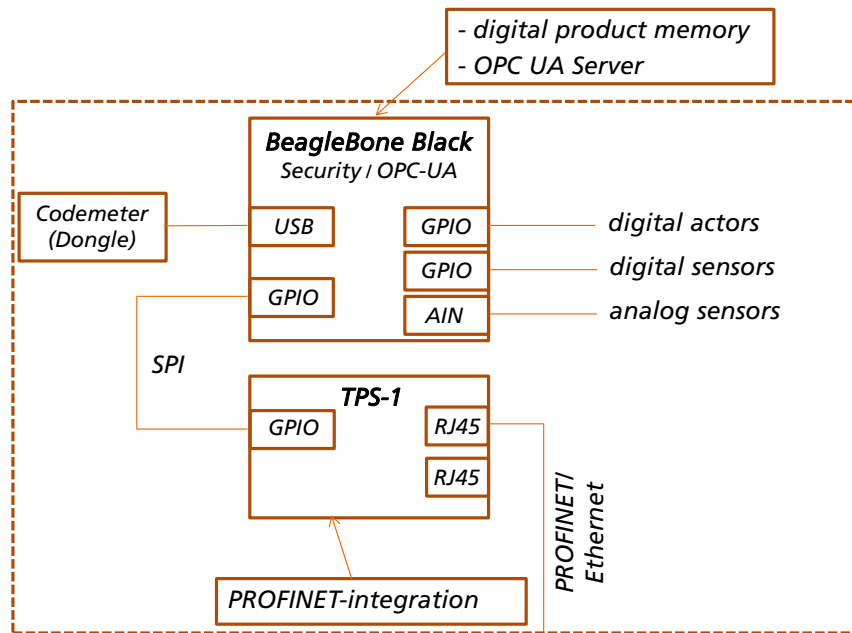 - digital product memory
- OPC UA Server
BeagleBone Black
Security / OPC-UA
Codemeter
(Dongle)
USB
GPIO
digital actors
GPIO
digital sensors
GPIO
AIN
analog sensors
SPI
TPS-1
GPIO
RJ45
RJ45
PROFINET/
Ethernet
PROFINET-integration